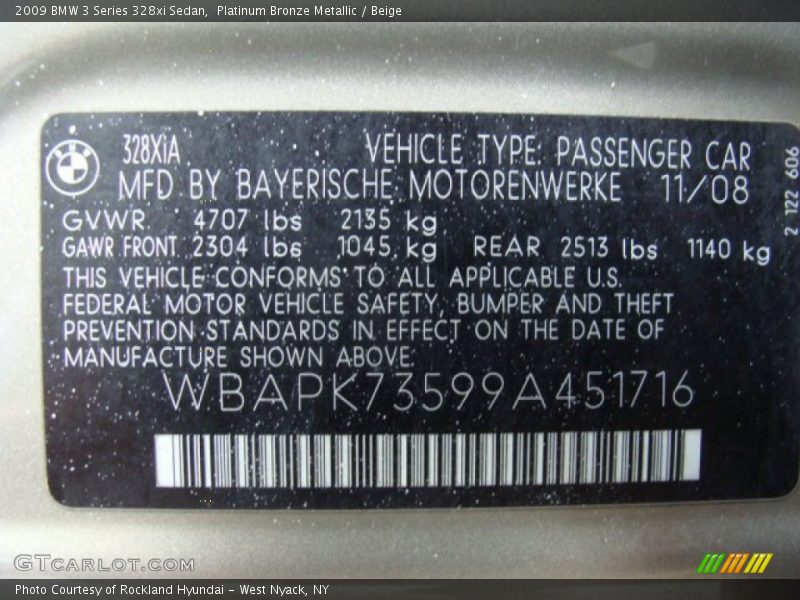 2009 BMW 3 Series 328xi Sedan, Platinum Bronze Metallic / Beige
BMW
328XiA VEHICLE TYPE PASSENGER CAR
MFD BY BAYERISCHE MOTORENWERKE 11/08
GVWR 4707 lbs 2135 kg
GAWR FRONT 2304 lbs 1045 kg REAR 2513 lbs 1140 kg
THIS VEHICLE CONFORMS TO ALL APPLICABLE U.S.
FEDERAL MOTOR VEHICLE SAFETY, BUMPER AND THEFT
PREVENTION STANDARDS IN EFFECT ON THE DATE OF
MANUFACTURE SHOWN ABOVE.
WBAPK73599A451716
2 122 606
GTcarlot.com
Photo Courtesy of Rockland Hyundai - West Nyack, NY